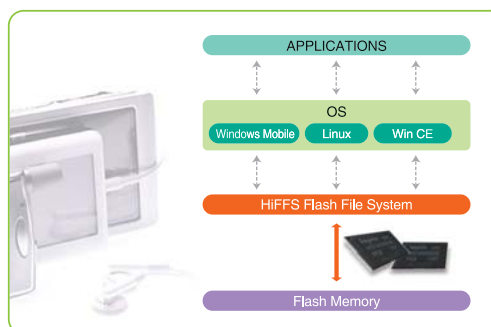 APPLICATIONS
OS
Windows Mobile Linux Win CE
HiFFS Flash File System
Flash Memory